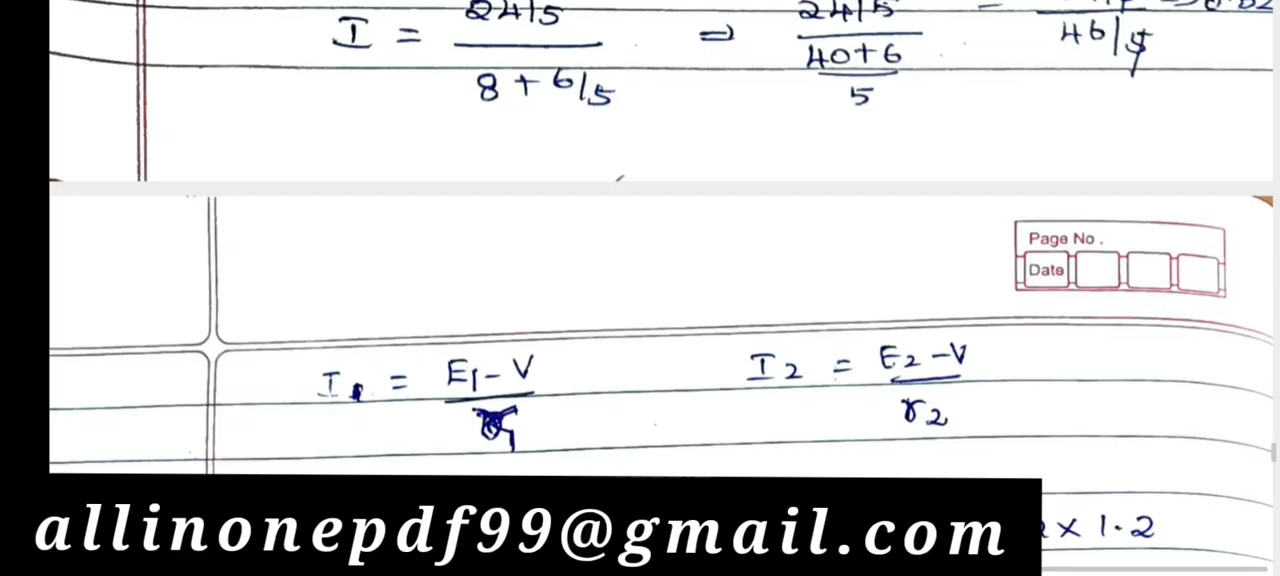 I = 24/5 / 8 + 6/5 ⇒ 24/5 / 40+6 / 5 = 46/5
Page No .
Date
I₁ = E₁ - V / r₁ I₂ = E₂ - V / r₂
allinonepdf99@gmail.com
x 1.2